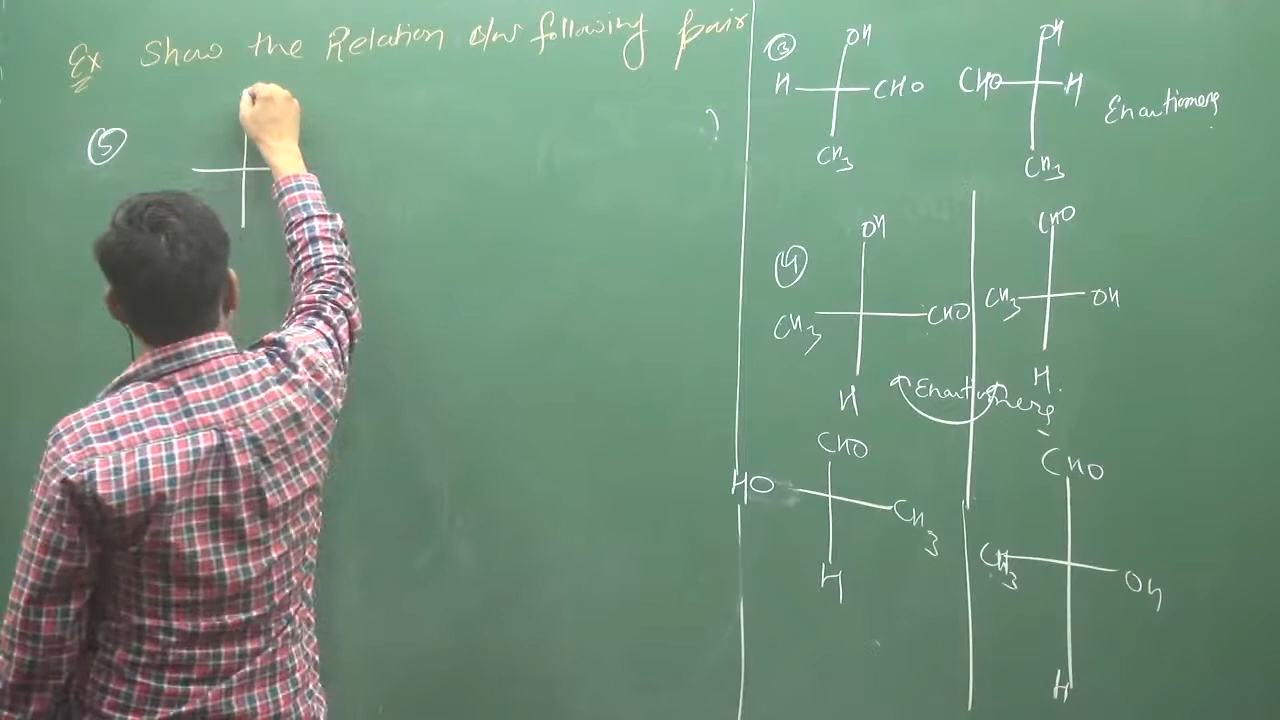 Ex Show the Relation b/w following pair
⑤
③
OH
H CHO
CH3
OH
CHO H
CH3
Enantiomers
④
OH
CH3 CHO
H
CHO
CH3 OH
H
Enantiomers
CHO
HO CH3
H
CHO
CH3 OH
H